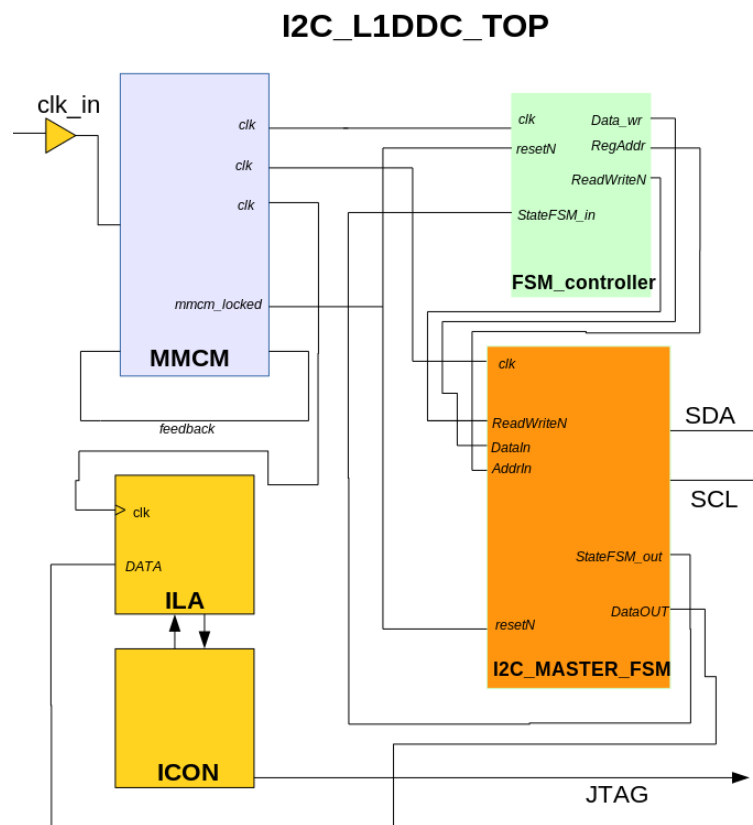 I2C_L1DDC_TOP
clk_in
clk
clk
clk
mmcm_locked
MMCM
feedback
clk
Data_wr
resetN
RegAddr
ReadWriteN
StateFSM_in
FSM_controller
clk
ReadWriteN
DataIn
AddrIn
SDA
SCL
StateFSM_out
DataOUT
resetN
I2C_MASTER_FSM
clk
DATA
ILA
ICON
JTAG